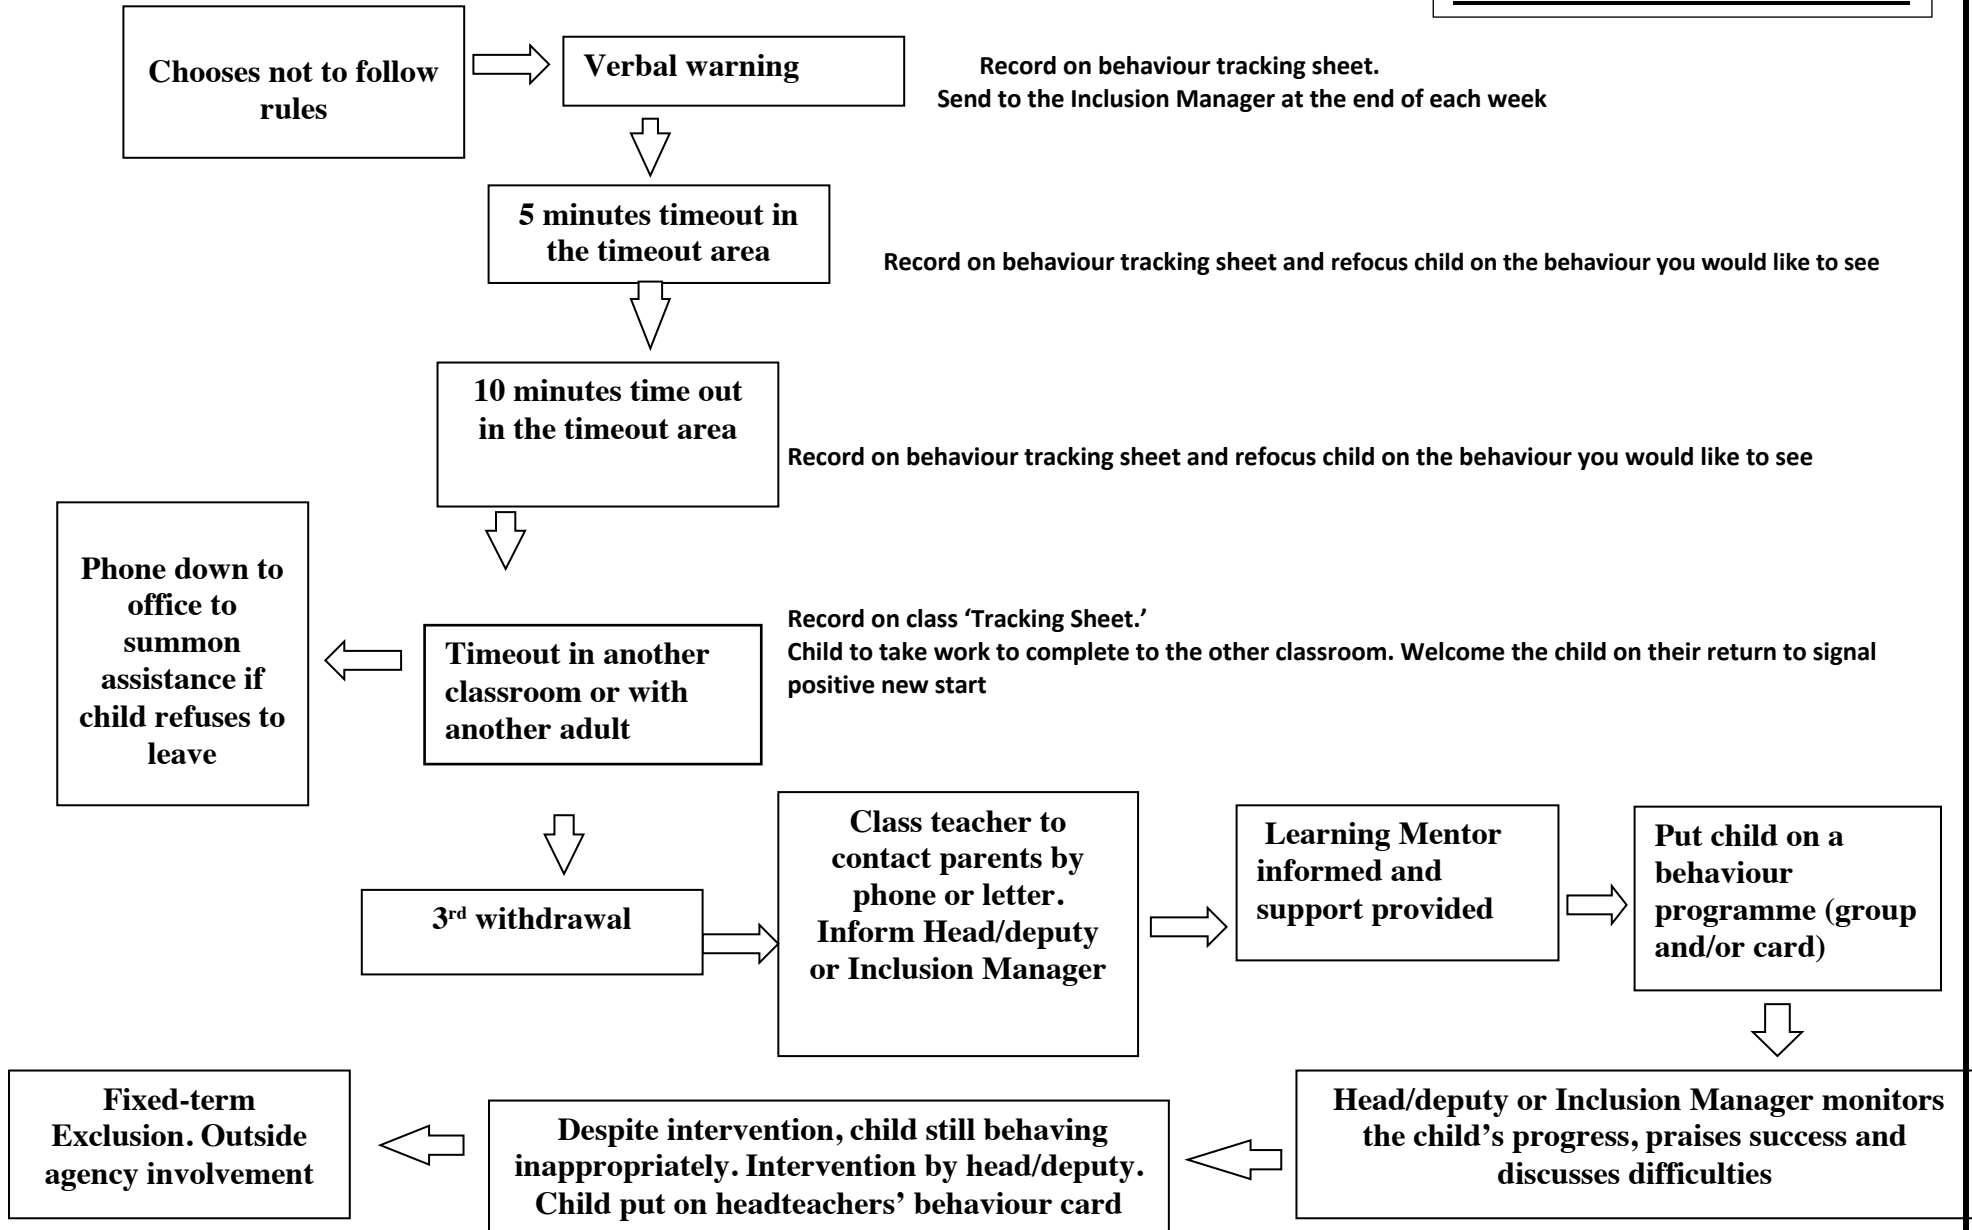 Chooses not to follow
rules
Verbal warning
Record on behaviour tracking sheet.
Send to the Inclusion Manager at the end of each week
5 minutes timeout in
the timeout area
Record on behaviour tracking sheet and refocus child on the behaviour you would like to see
10 minutes time out
in the timeout area
Record on behaviour tracking sheet and refocus child on the behaviour you would like to see
Phone down to
office to
summon
assistance if
child refuses to
leave
Timeout in another
classroom or with
another adult
Record on class ‘Tracking Sheet.’
Child to take work to complete to the other classroom. Welcome the child on their return to signal
positive new start
3rd withdrawal
Class teacher to
contact parents by
phone or letter.
Inform Head/deputy
or Inclusion Manager
Learning Mentor
informed and
support provided
Put child on a
behaviour
programme (group
and/or card)
Head/deputy or Inclusion Manager monitors
the child’s progress, praises success and
discusses difficulties
Despite intervention, child still behaving
inappropriately. Intervention by head/deputy.
Child put on headteachers’ behaviour card
Fixed-term
Exclusion. Outside
agency involvement